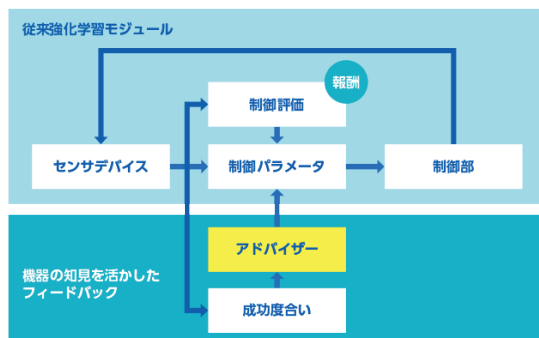 従来強化学習モジュール
報酬
制御評価
センサデバイス
制御パラメータ
制御部
アドバイザー
機器の知見を活かした
フィードバック
成功度合い